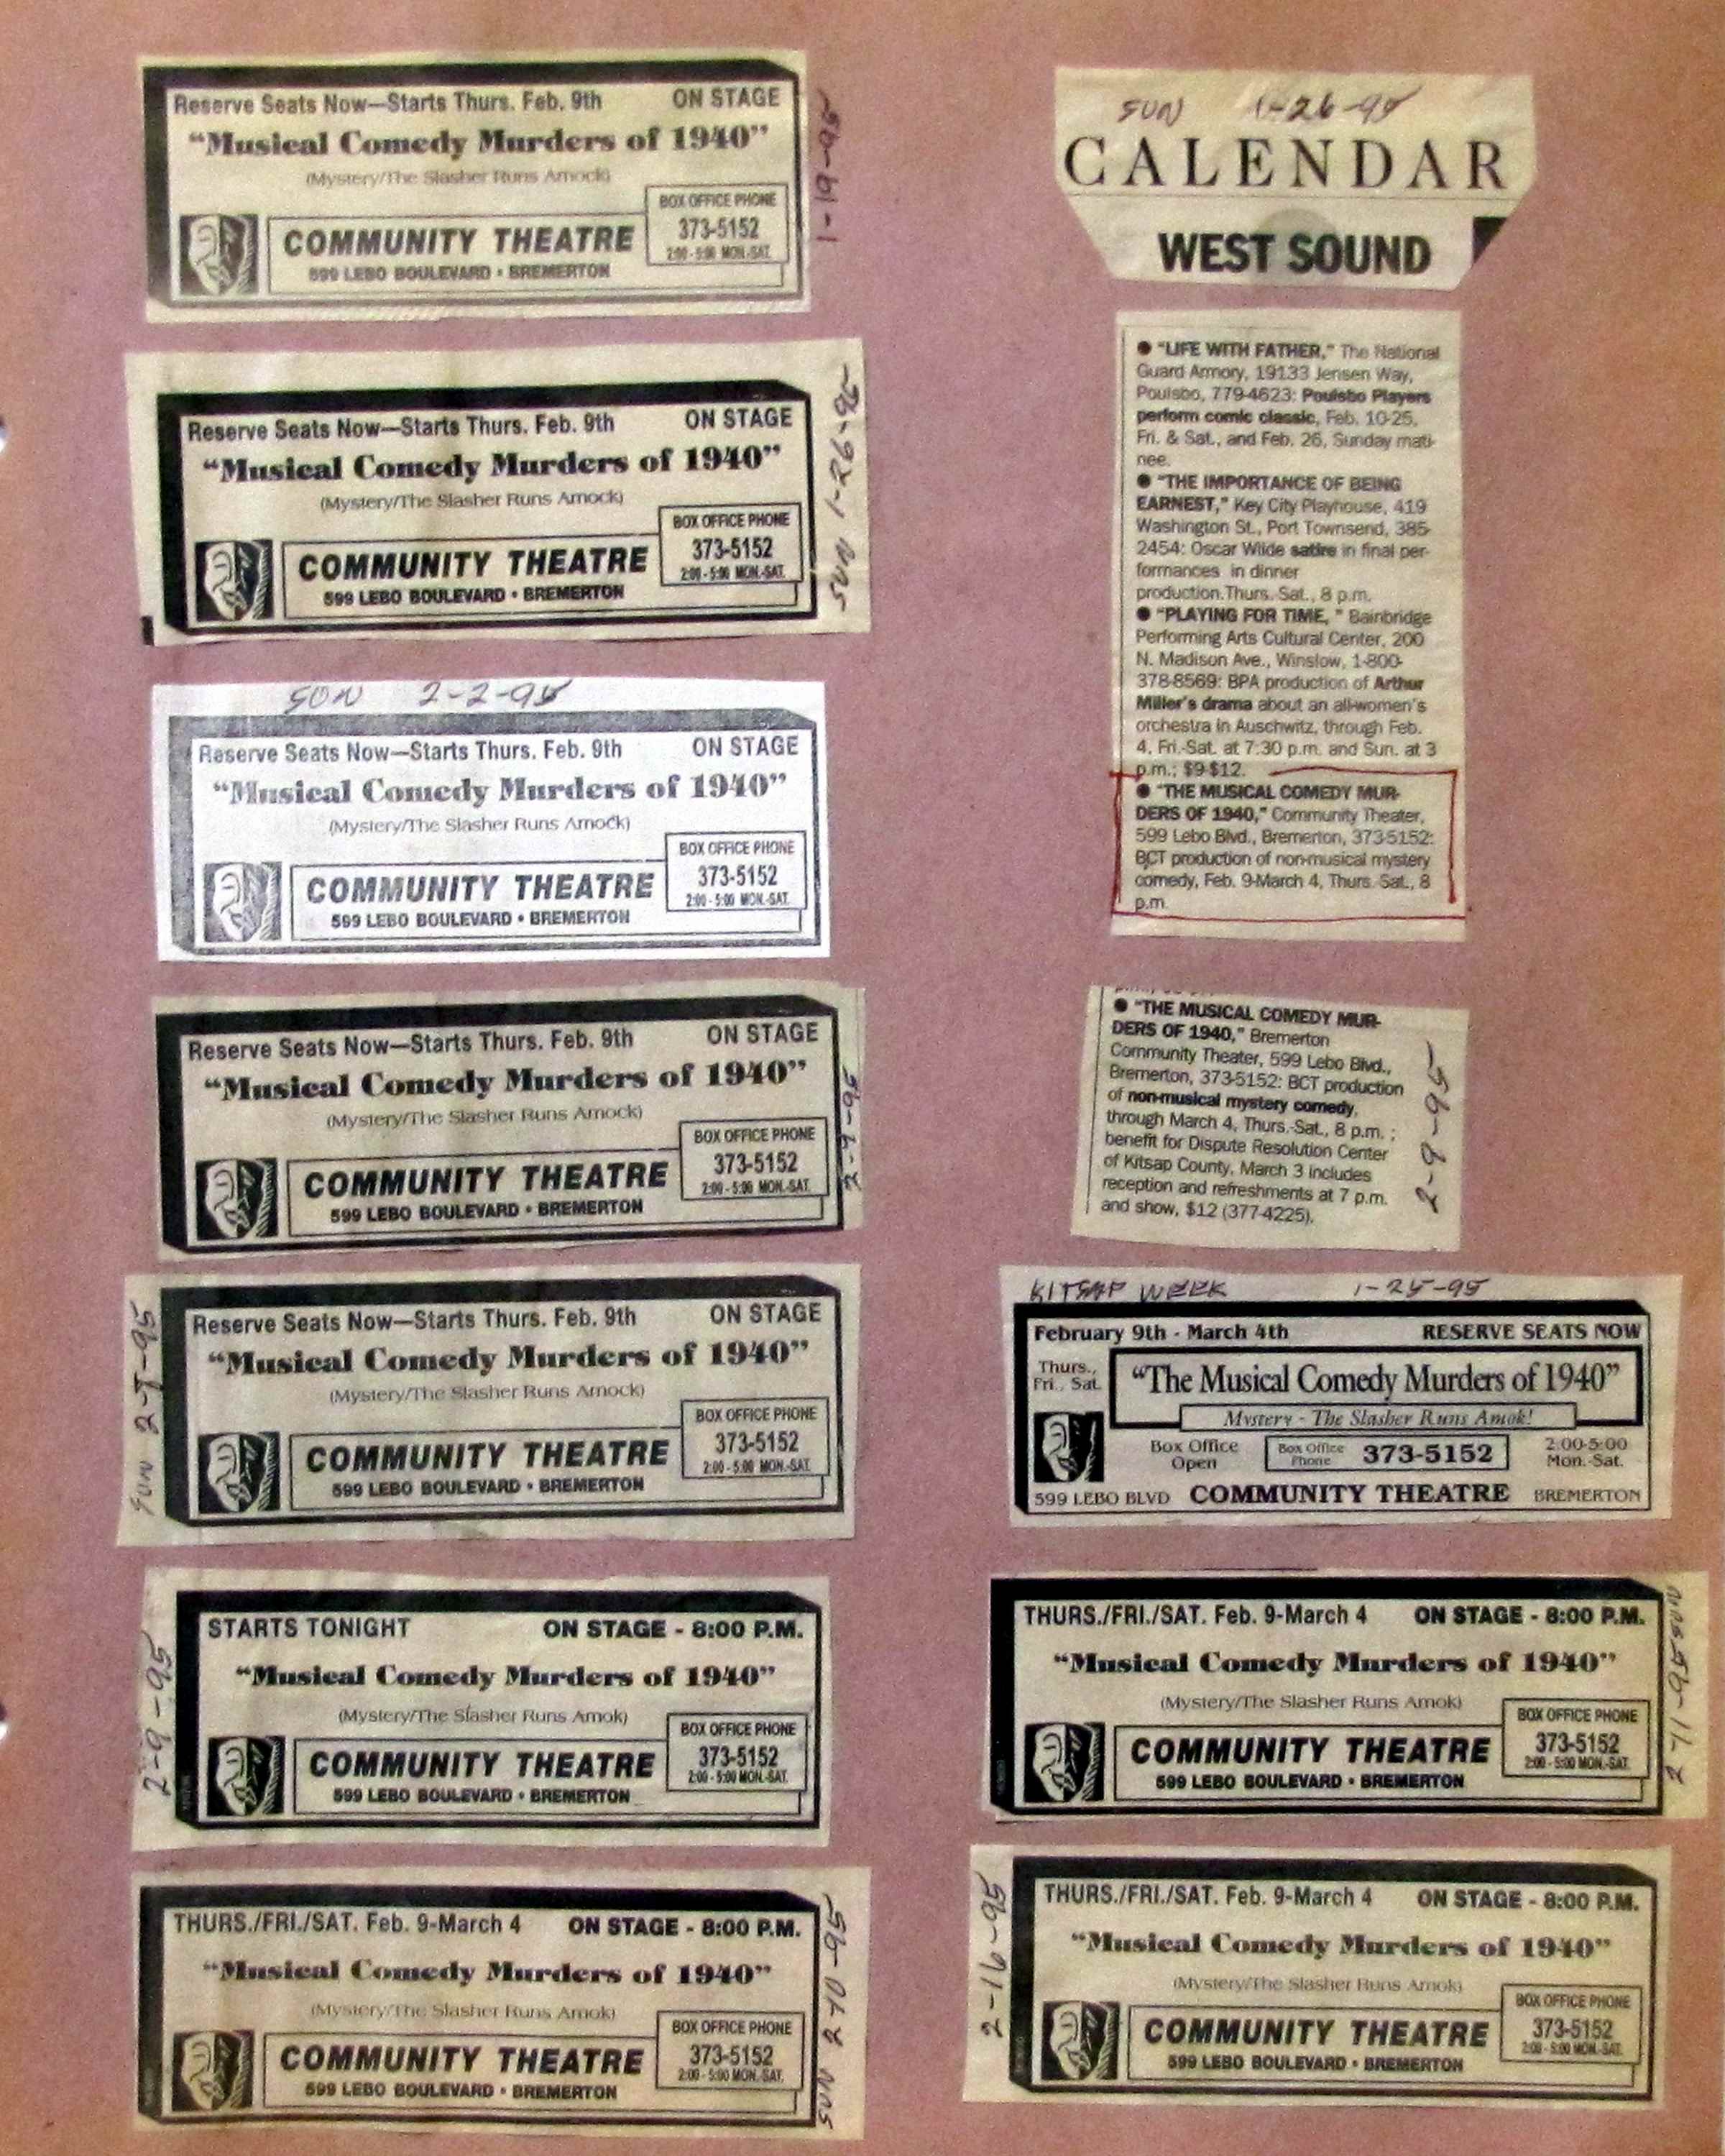 Reserve Seats Now—Starts Thurs. Feb. 9th ON STAGE
“Musical Comedy Murders of 1940”
(Mystery/The Slasher Runs Amock)
BOX OFFICE PHONE
373-5152
2:00 - 5:00 MON.-SAT.
COMMUNITY THEATRE
599 LEBO BOULEVARD • BREMERTON
1-19-95
Reserve Seats Now—Starts Thurs. Feb. 9th ON STAGE
“Musical Comedy Murders of 1940”
(Mystery/The Slasher Runs Amock)
BOX OFFICE PHONE
373-5152
2:00 - 5:00 MON.-SAT.
COMMUNITY THEATRE
599 LEBO BOULEVARD • BREMERTON
SUN 1-26-95
SUN 2-2-95
Reserve Seats Now—Starts Thurs. Feb. 9th ON STAGE
“Musical Comedy Murders of 1940”
(Mystery/The Slasher Runs Amock)
BOX OFFICE PHONE
373-5152
2:00 - 5:00 MON.-SAT.
COMMUNITY THEATRE
599 LEBO BOULEVARD • BREMERTON
Reserve Seats Now—Starts Thurs. Feb. 9th ON STAGE
“Musical Comedy Murders of 1940”
(Mystery/The Slasher Runs Amock)
BOX OFFICE PHONE
373-5152
2:00 - 5:00 MON.-SAT.
COMMUNITY THEATRE
599 LEBO BOULEVARD • BREMERTON
Reserve Seats Now—Starts Thurs. Feb. 9th ON STAGE
“Musical Comedy Murders of 1940”
(Mystery/The Slasher Runs Amock)
BOX OFFICE PHONE
373-5152
2:00 - 5:00 MON.-SAT.
COMMUNITY THEATRE
599 LEBO BOULEVARD • BREMERTON
SUN
2-9-95
STARTS TONIGHT ON STAGE - 8:00 P.M.
“Musical Comedy Murders of 1940”
(Mystery/The Slasher Runs Amok)
BOX OFFICE PHONE
373-5152
2:00 - 5:00 MON.-SAT.
COMMUNITY THEATRE
599 LEBO BOULEVARD • BREMERTON
THURS./FRI./SAT. Feb. 9-March 4 ON STAGE - 8:00 P.M.
“Musical Comedy Murders of 1940”
(Mystery/The Slasher Runs Amok)
BOX OFFICE PHONE
373-5152
2:00 - 5:00 MON.-SAT.
COMMUNITY THEATRE
599 LEBO BOULEVARD • BREMERTON
SUN 2-10-95
SUN 1-26-95
CALENDAR
WEST SOUND
● “LIFE WITH FATHER,” The National
Guard Armory, 19133 Jensen Way,
Poulsbo, 779-4623: Poulsbo Players
perform comic classic, Feb. 10-25,
Fri. & Sat., and Feb. 26, Sunday mati-
nee.
● “THE IMPORTANCE OF BEING
EARNEST,” Key City Playhouse, 419
Washington St., Port Townsend, 385-
2454: Oscar Wilde satire in final per-
formances in dinner
production.Thurs.-Sat., 8 p.m.
● “PLAYING FOR TIME, ” Bainbridge
Performing Arts Cultural Center, 200
N. Madison Ave., Winslow, 1-800-
378-8569: BPA production of Arthur
Miller's drama about an all-women's
orchestra in Auschwitz, through Feb.
4, Fri.-Sat. at 7:30 p.m. and Sun. at 3
p.m.; $9-$12.
● “THE MUSICAL COMEDY MUR-
DERS OF 1940,” Community Theater,
599 Lebo Blvd., Bremerton, 373-5152:
BCT production of non-musical mystery
comedy, Feb. 9-March 4, Thurs.-Sat., 8
p.m.
● “THE MUSICAL COMEDY MUR-
DERS OF 1940,” Bremerton
Community Theater, 599 Lebo Blvd.,
Bremerton, 373-5152: BCT production
of non-musical mystery comedy,
through March 4, Thurs.-Sat., 8 p.m. ;
benefit for Dispute Resolution Center
of Kitsap County, March 3 includes
reception and refreshments at 7 p.m.
and show, $12 (377-4225).
2-9-95
KITSAP WEEK 1-25-95
February 9th - March 4th RESERVE SEATS NOW
Thurs.,
Fri., Sat.
“The Musical Comedy Murders of 1940”
Mystery - The Slasher Runs Amok!
Box Office
Open
Box Office
Phone
373-5152
2:00-5:00
Mon.-Sat.
599 LEBO BLVD COMMUNITY THEATRE BREMERTON
THURS./FRI./SAT. Feb. 9-March 4 ON STAGE - 8:00 P.M.
“Musical Comedy Murders of 1940”
(Mystery/The Slasher Runs Amok)
BOX OFFICE PHONE
373-5152
2:00 - 5:00 MON.-SAT.
COMMUNITY THEATRE
599 LEBO BOULEVARD • BREMERTON
2-16-95
THURS./FRI./SAT. Feb. 9-March 4 ON STAGE - 8:00 P.M.
“Musical Comedy Murders of 1940”
(Mystery/The Slasher Runs Amok)
BOX OFFICE PHONE
373-5152
2:00 - 5:00 MON.-SAT.
COMMUNITY THEATRE
599 LEBO BOULEVARD • BREMERTON